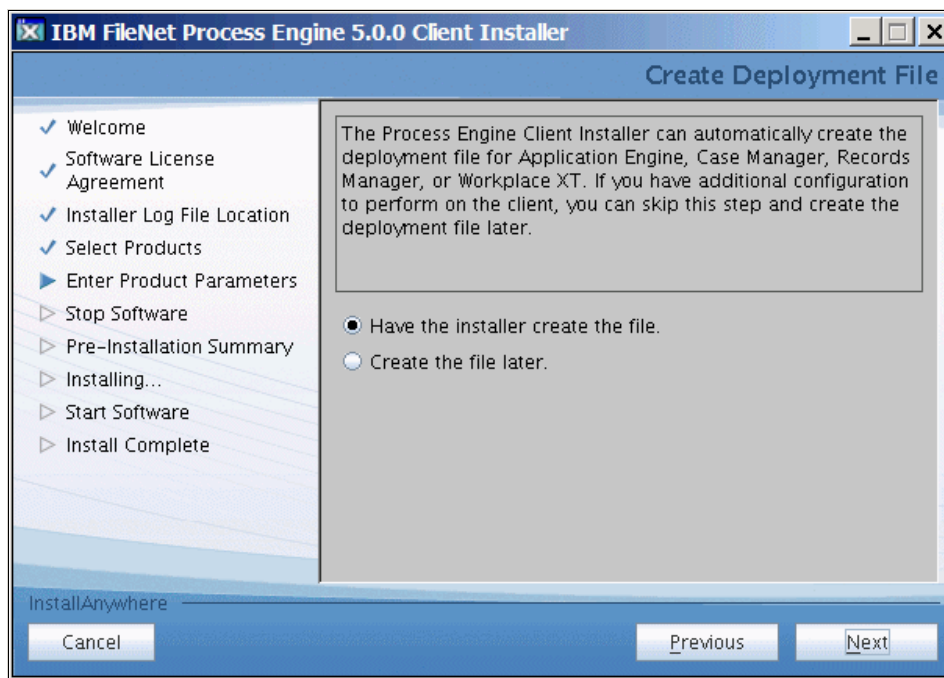 IBM FileNet Process Engine 5.0.0 Client Installer
Create Deployment File
Welcome
Software License
Agreement
Installer Log File Location
Select Products
Enter Product Parameters
Stop Software
Pre-Installation Summary
Installing...
Start Software
Install Complete
The Process Engine Client Installer can automatically create the
deployment file for Application Engine, Case Manager, Records
Manager, or Workplace XT. If you have additional configuration
to perform on the client, you can skip this step and create the
deployment file later.
Have the installer create the file.
Create the file later.
InstallAnywhere
Cancel
Previous
Next